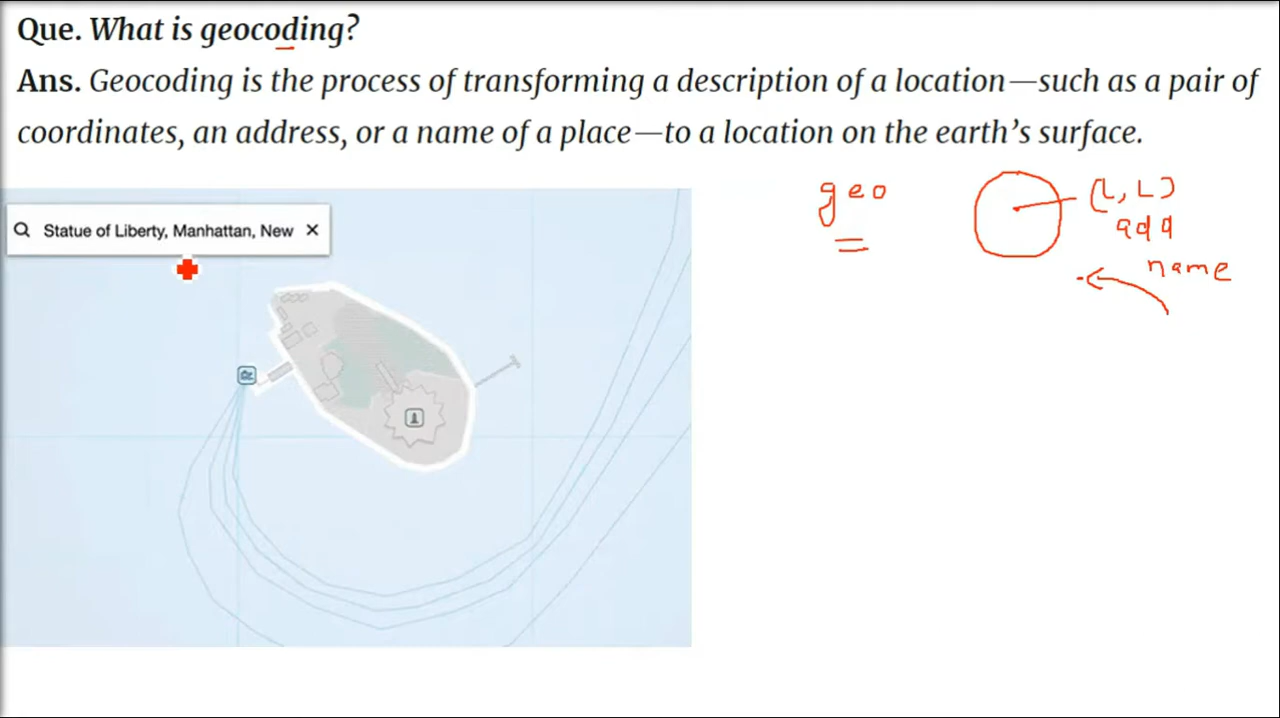 Que. What is geocoding?
Ans. Geocoding is the process of transforming a description of a location—such as a pair of
coordinates, an address, or a name of a place—to a location on the earth’s surface.
Statue of Liberty, Manhattan, New
geo
(L, L)
add
name